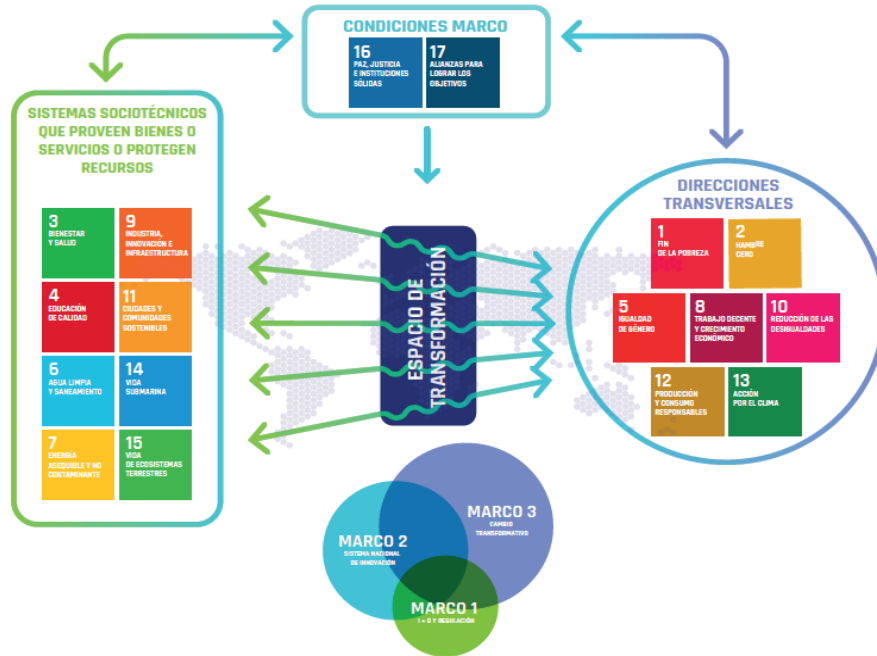 CONDICIONES MARCO
16
PAZ, JUSTICIA
E INSTITUCIONES
SÓLIDAS
17
ALIANZAS PARA
LOGRAR LOS
OBJETIVOS
SISTEMAS SOCIOTÉCNICOS
QUE PROVEEN BIENES O
SERVICIOS O PROTEGEN
RECURSOS
3
BIENESTAR
Y SALUD
9
INDUSTRIA,
INNOVACIÓN E
INFRAESTRUCTURA
4
EDUCACIÓN
DE CALIDAD
11
CIUDADES Y
COMUNIDADES
SOSTENIBLES
6
AGUA LIMPIA
Y SANEAMIENTO
14
VIDA
SUBMARINA
7
ENERGÍA
ASEQUIBLE Y NO
CONTAMINANTE
15
VIDA
DE ECOSISTEMAS
TERRESTRES
ESPACIO DE
TRANSFORMACIÓN
DIRECCIONES
TRANSVERSALES
1
FIN
DE LA POBREZA
2
HAMBRE
CERO
5
IGUALDAD
DE GÉNERO
8
TRABAJO DECENTE
Y CRECIMIENTO
ECONÓMICO
10
REDUCCIÓN DE LAS
DESIGUALDADES
12
PRODUCCIÓN
Y CONSUMO
RESPONSABLES
13
ACCIÓN
POR EL CLIMA
MARCO 3
CAMBIO
TRANSFORMATIVO
MARCO 2
SISTEMA NACIONAL
DE INNOVACIÓN
MARCO 1
I + D Y REGULACIÓN